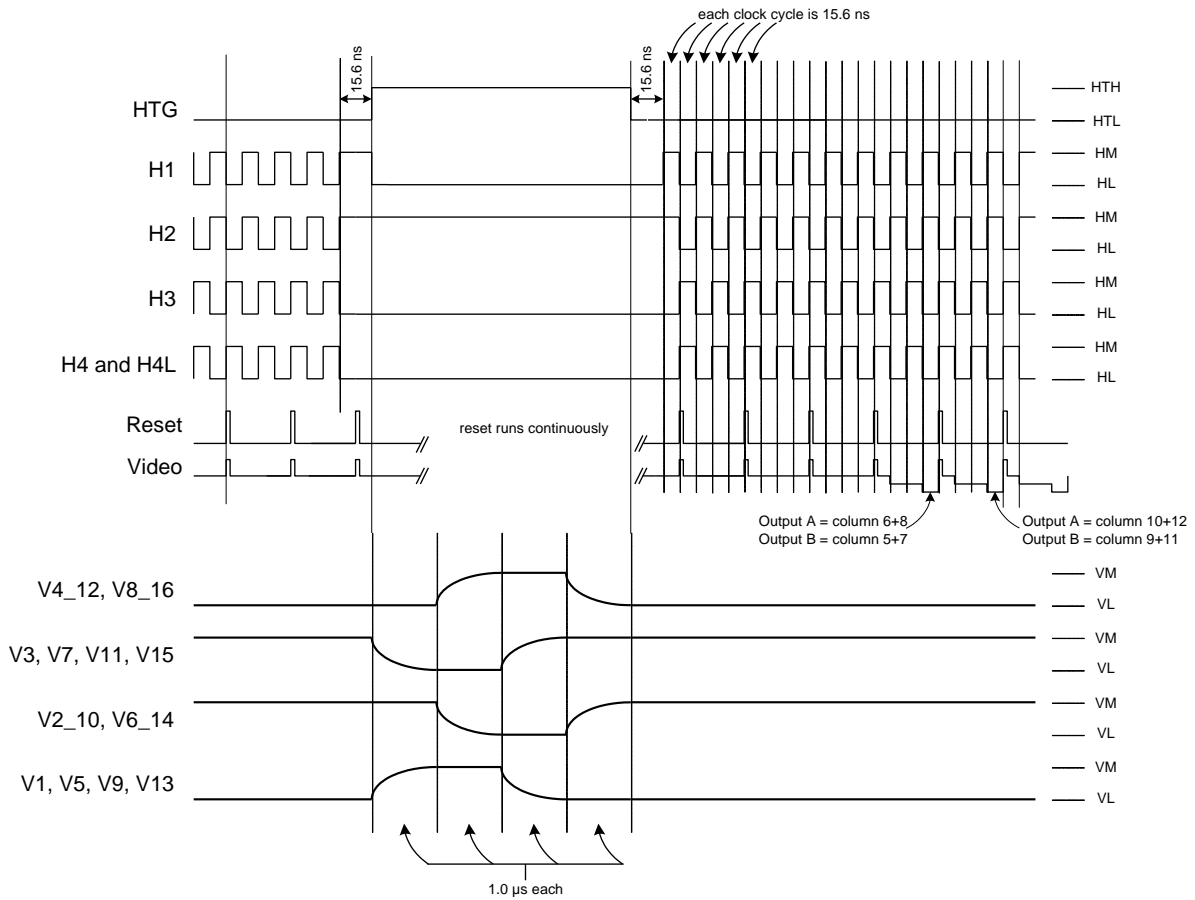 each clock cycle is 15.6 ns
15.6 ns
15.6 ns
HTG
HTH
HTL
H1
HM
HL
H2
HM
HL
H3
HM
HL
H4 and H4L
HM
HL
Reset
reset runs continuously
Video
Output A = column 6+8
Output B = column 5+7
Output A = column 10+12
Output B = column 9+11
V4_12, V8_16
VM
VL
V3, V7, V11, V15
VM
VL
V2_10, V6_14
VM
VL
V1, V5, V9, V13
VM
VL
1.0 µs each